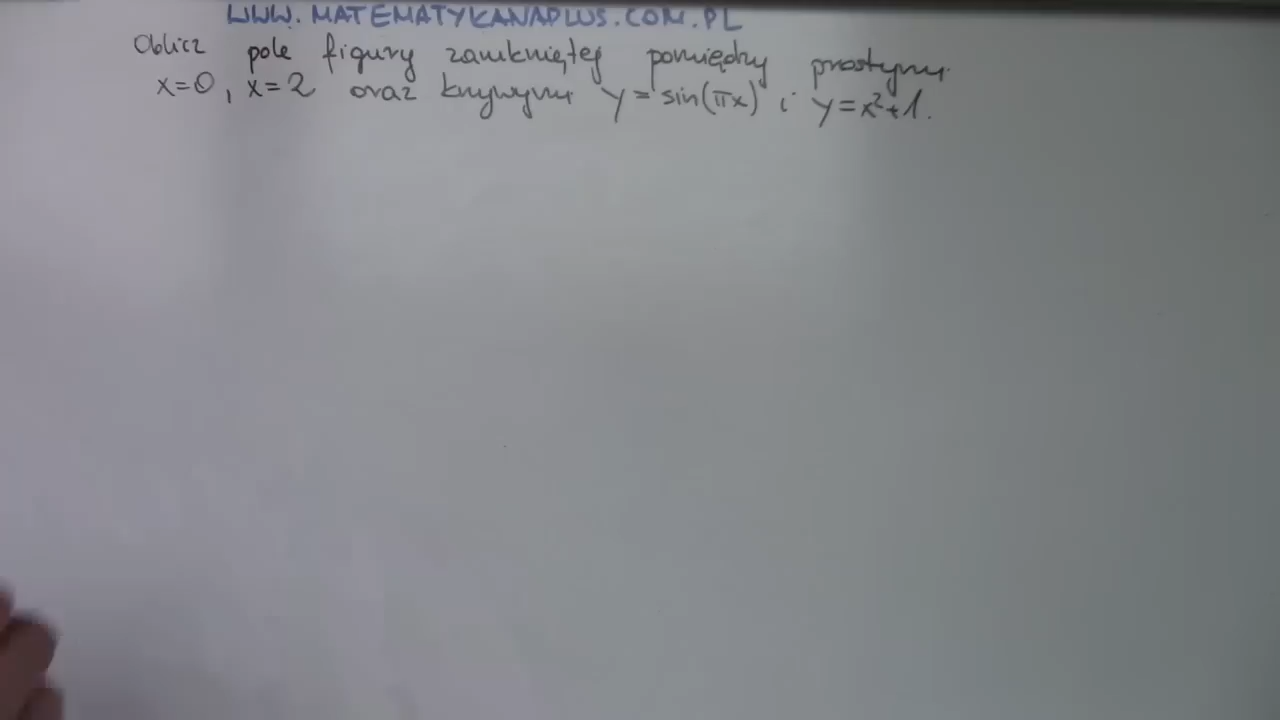 WWW.MATEMATYKANAPLUS.COM.PL
Oblicz pole figury zamkniętej pomiędzy prostymi
x=0, x=2 oraz krzywymi y=sin(πx) i y=x²+1.